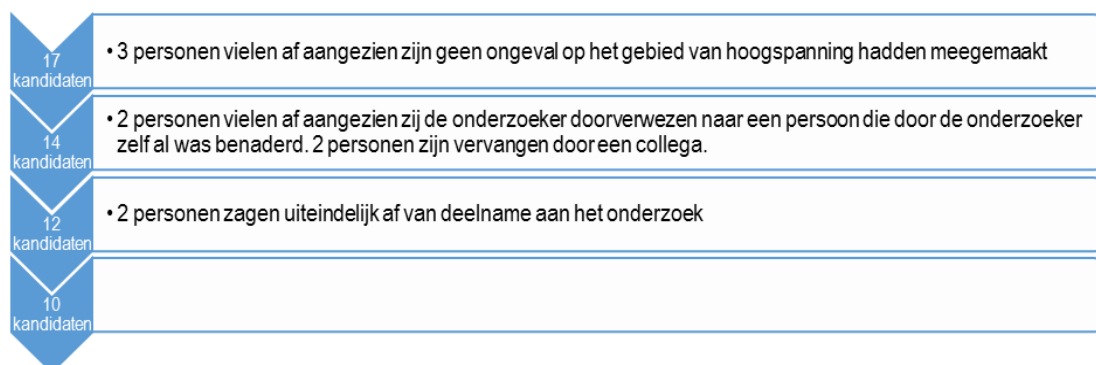 17
kandidaten
• 3 personen vielen af aangezien zijn geen ongeval op het gebied van hoogspanning hadden meegemaakt
14
kandidaten
• 2 personen vielen af aangezien zij de onderzoeker doorverwezen naar een persoon die door de onderzoeker
zelf al was benaderd. 2 personen zijn vervangen door een collega.
12
kandidaten
• 2 personen zagen uiteindelijk af van deelname aan het onderzoek
10
kandidaten